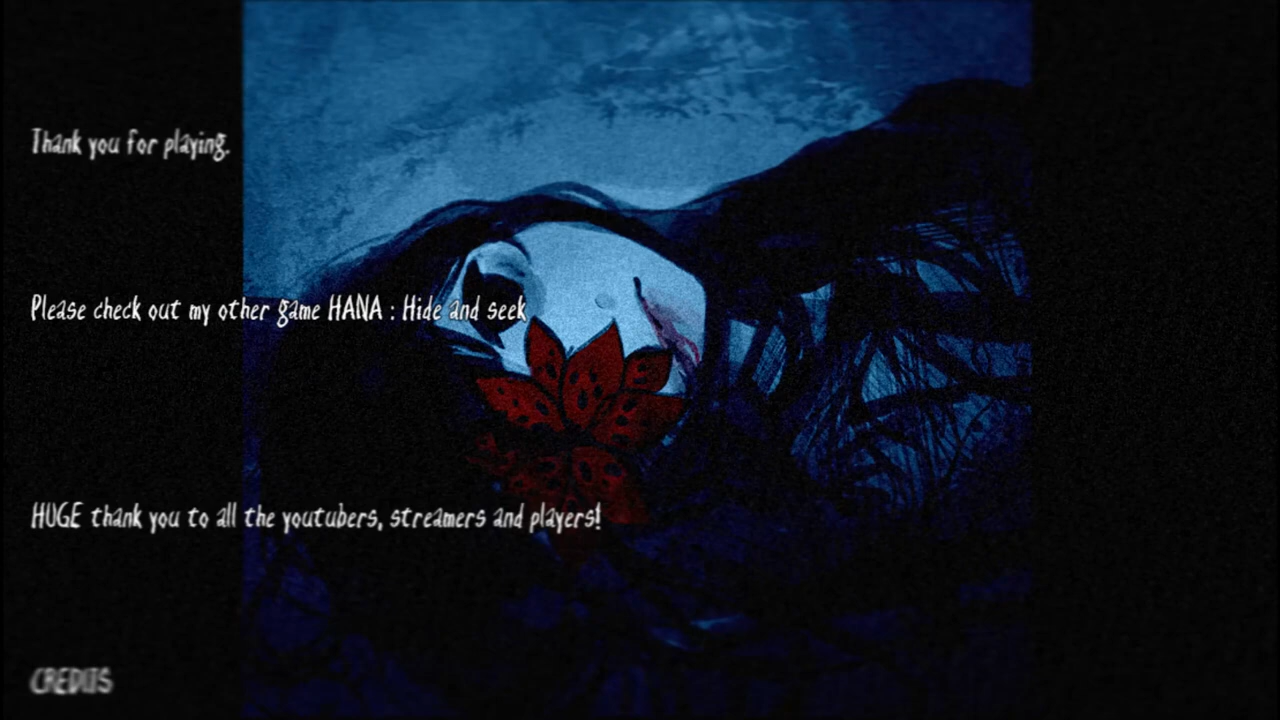 Thank you for playing.
Please check out my other game HANA : Hide and seek
HUGE thank you to all the youtubers, streamers and players!
CREDITS